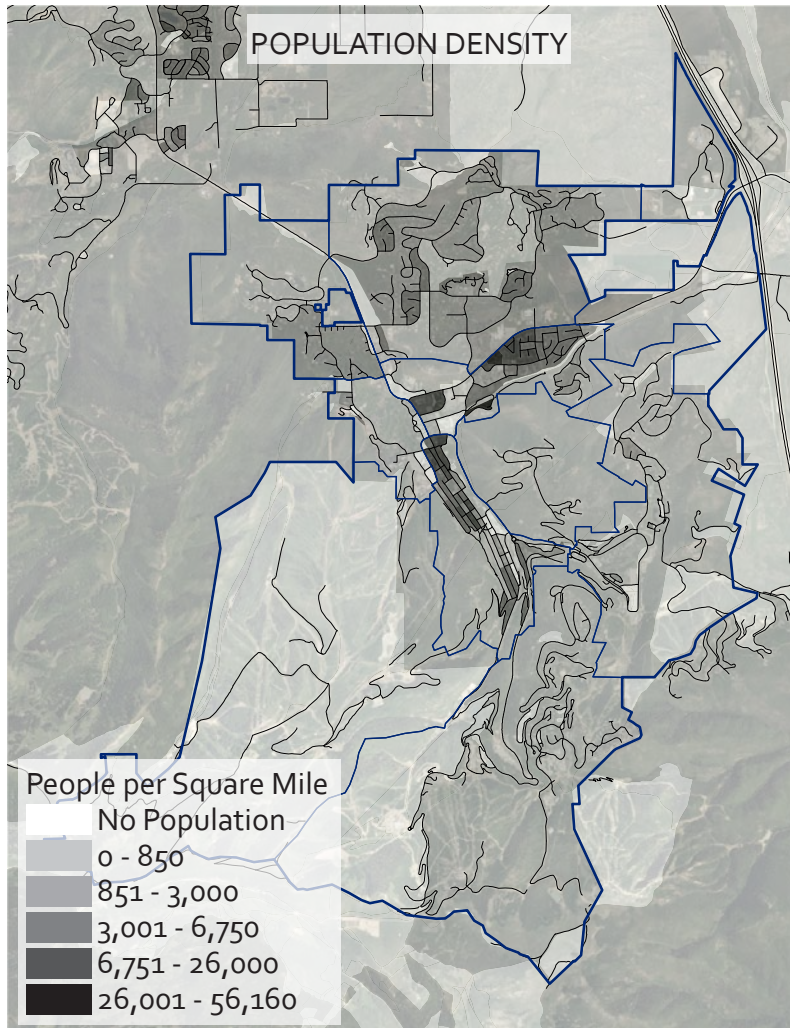 POPULATION DENSITY
People per Square Mile
No Population
0 - 850
851 - 3,000
3,001 - 6,750
6,751 - 26,000
26,001 - 56,160